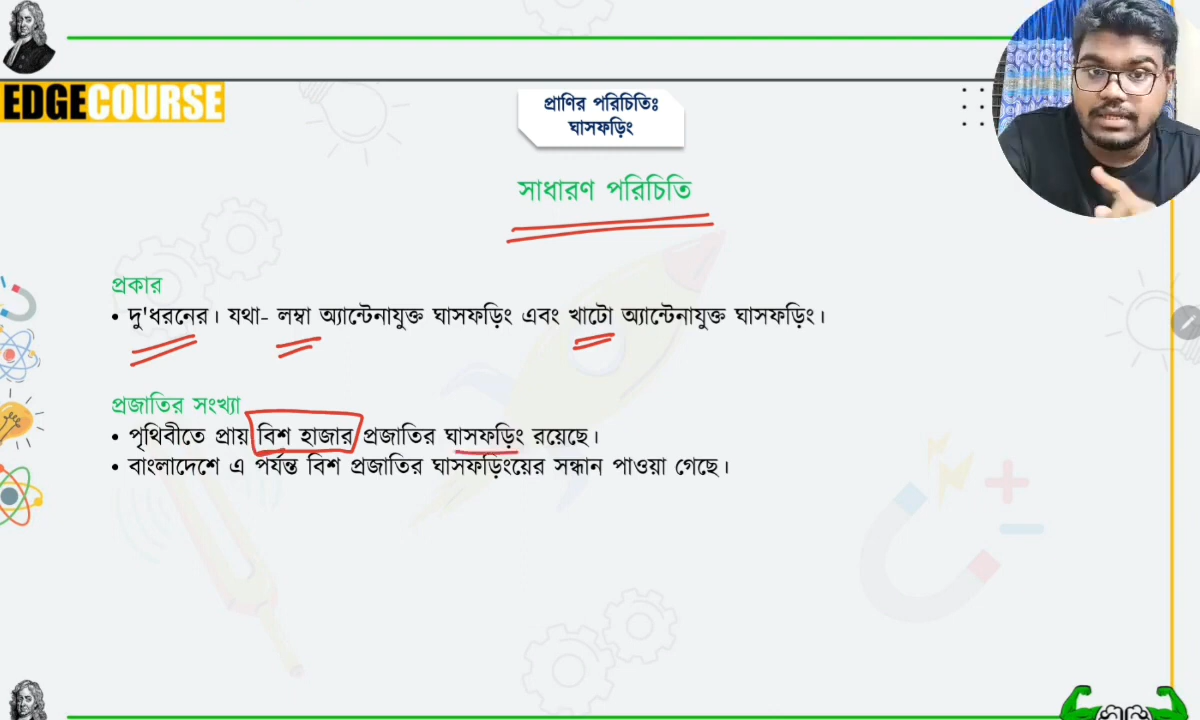 EDGECOURSE
প্রাণির পরিচিতিঃ
ঘাসফড়িং
সাধারণ পরিচিতি
প্রকার
• দু'ধরনের। যথা- লম্বা অ্যান্টেনাযুক্ত ঘাসফড়িং এবং খাটো অ্যান্টেনাযুক্ত ঘাসফড়িং।
প্রজাতির সংখ্যা
• পৃথিবীতে প্রায় বিশ হাজার প্রজাতির ঘাসফড়িং রয়েছে।
• বাংলাদেশে এ পর্যন্ত বিশ প্রজাতির ঘাসফড়িংয়ের সন্ধান পাওয়া গেছে।